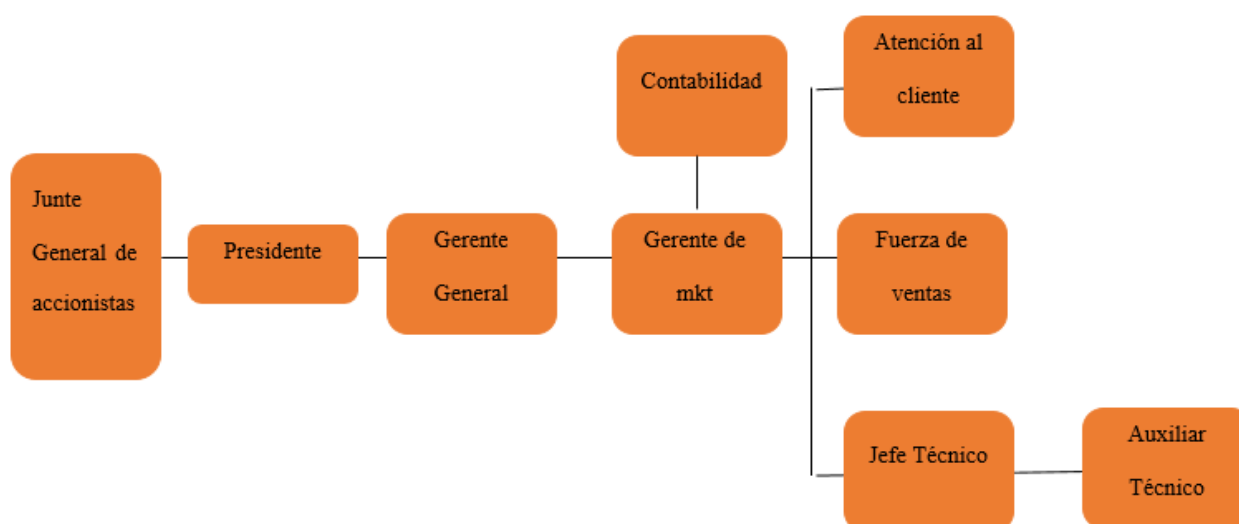 Junte
General de
accionistas
Presidente
Gerente
General
Contabilidad
Gerente de
mkt
Atención al
cliente
Fuerza de
ventas
Jefe Técnico
Auxiliar
Técnico